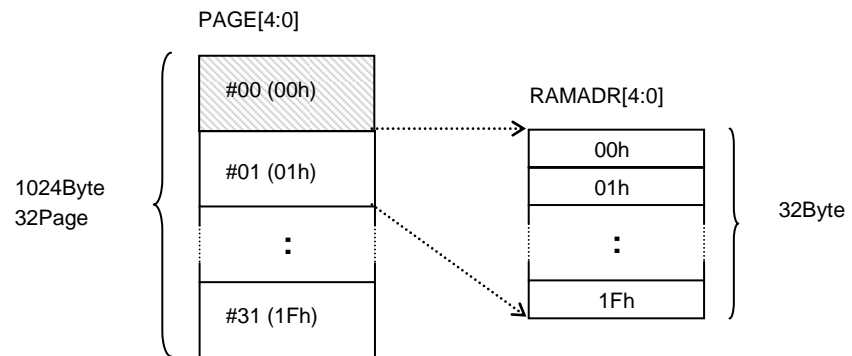 PAGE[4:0]
#00 (00h)
#01 (01h)
:
#31 (1Fh)
1024Byte
32Page
RAMADR[4:0]
00h
01h
:
1Fh
32Byte